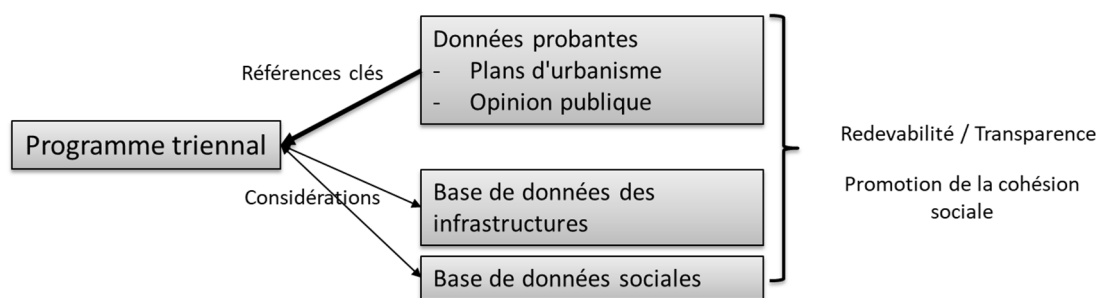 Données probantes
- Plans d'urbanisme
- Opinion publique
Références clés
Programme triennal
Considérations
Base de données des
infrastructures
Base de données sociales
Redevabilité / Transparence
Promotion de la cohésion
sociale